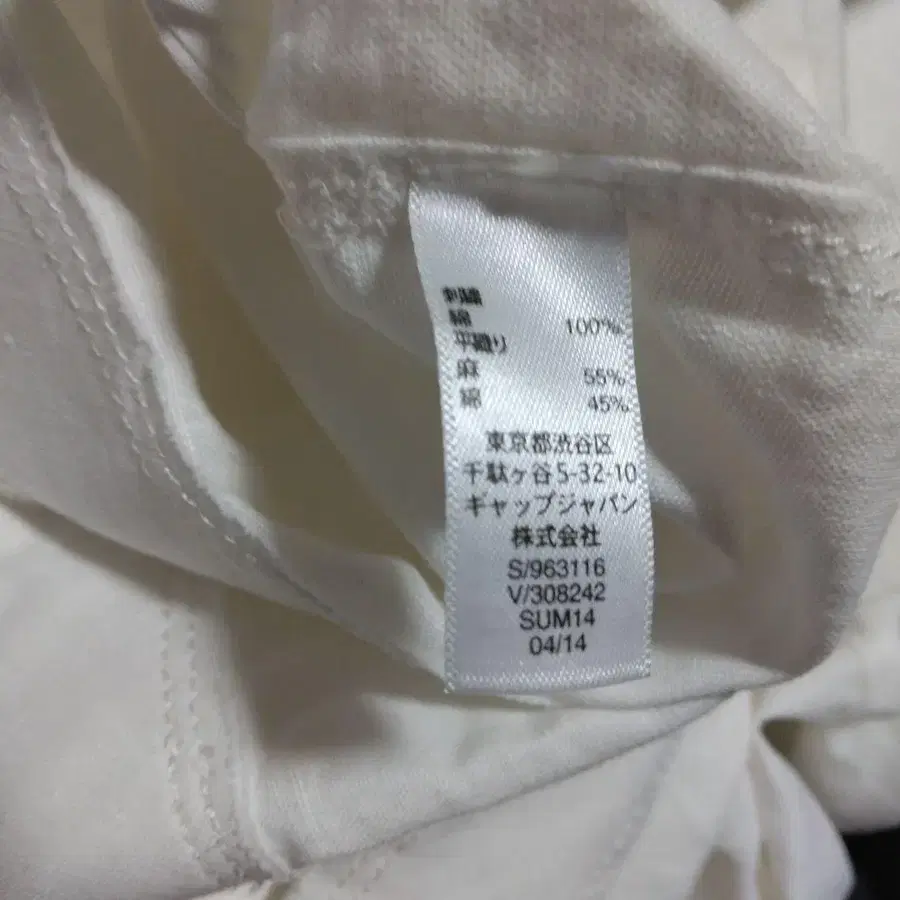 刺繍
綿 100%
平織り
麻 55%
綿 45%
東京都渋谷区
千駄ヶ谷5-32-10
ギャップジャパン
株式会社
S/963116
V/308242
SUM14
04/14